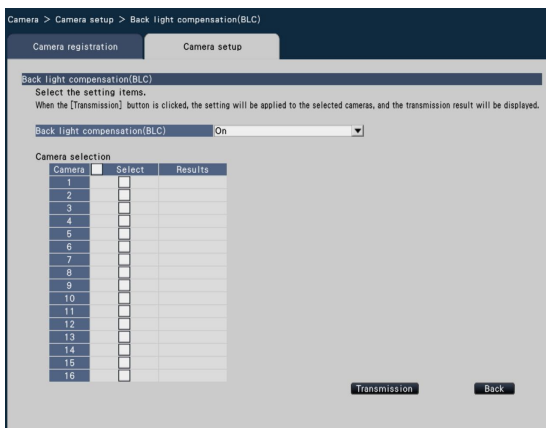 Camera > Camera setup > Back light compensation(BLC)
Camera registration Camera setup
Back light compensation(BLC)
Select the setting items.
When the [Transmission] button is clicked, the setting will be applied to the selected cameras, and the transmission result will be displayed.
Back light compensation(BLC) On
Camera selection
Camera Select Results
1
2
3
4
5
6
7
8
9
10
11
12
13
14
15
16
Transmission Back